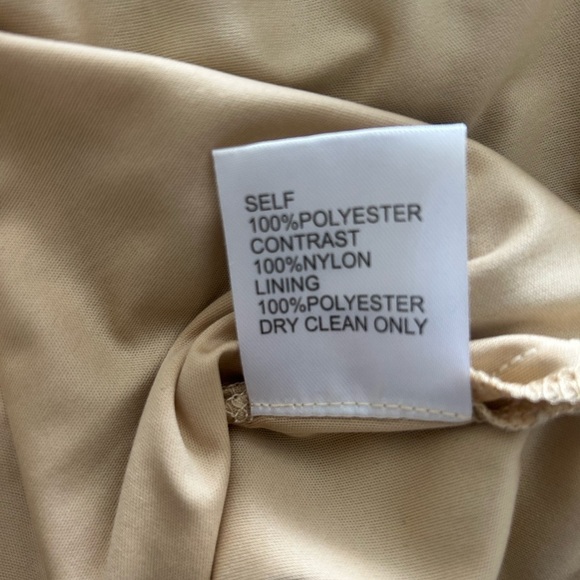 SELF
100%POLYESTER
CONTRAST
100%NYLON
LINING
100%POLYESTER
DRY CLEAN ONLY